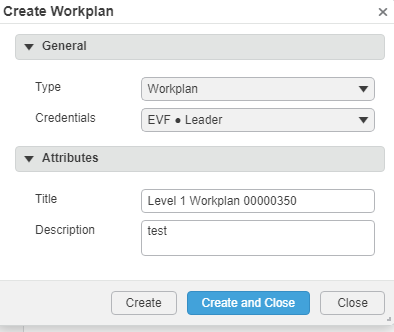 Create Workplan
General
Type Workplan
Credentials EVF ● Leader
Attributes
Title Level 1 Workplan 00000350
Description test
Create Create and Close Close